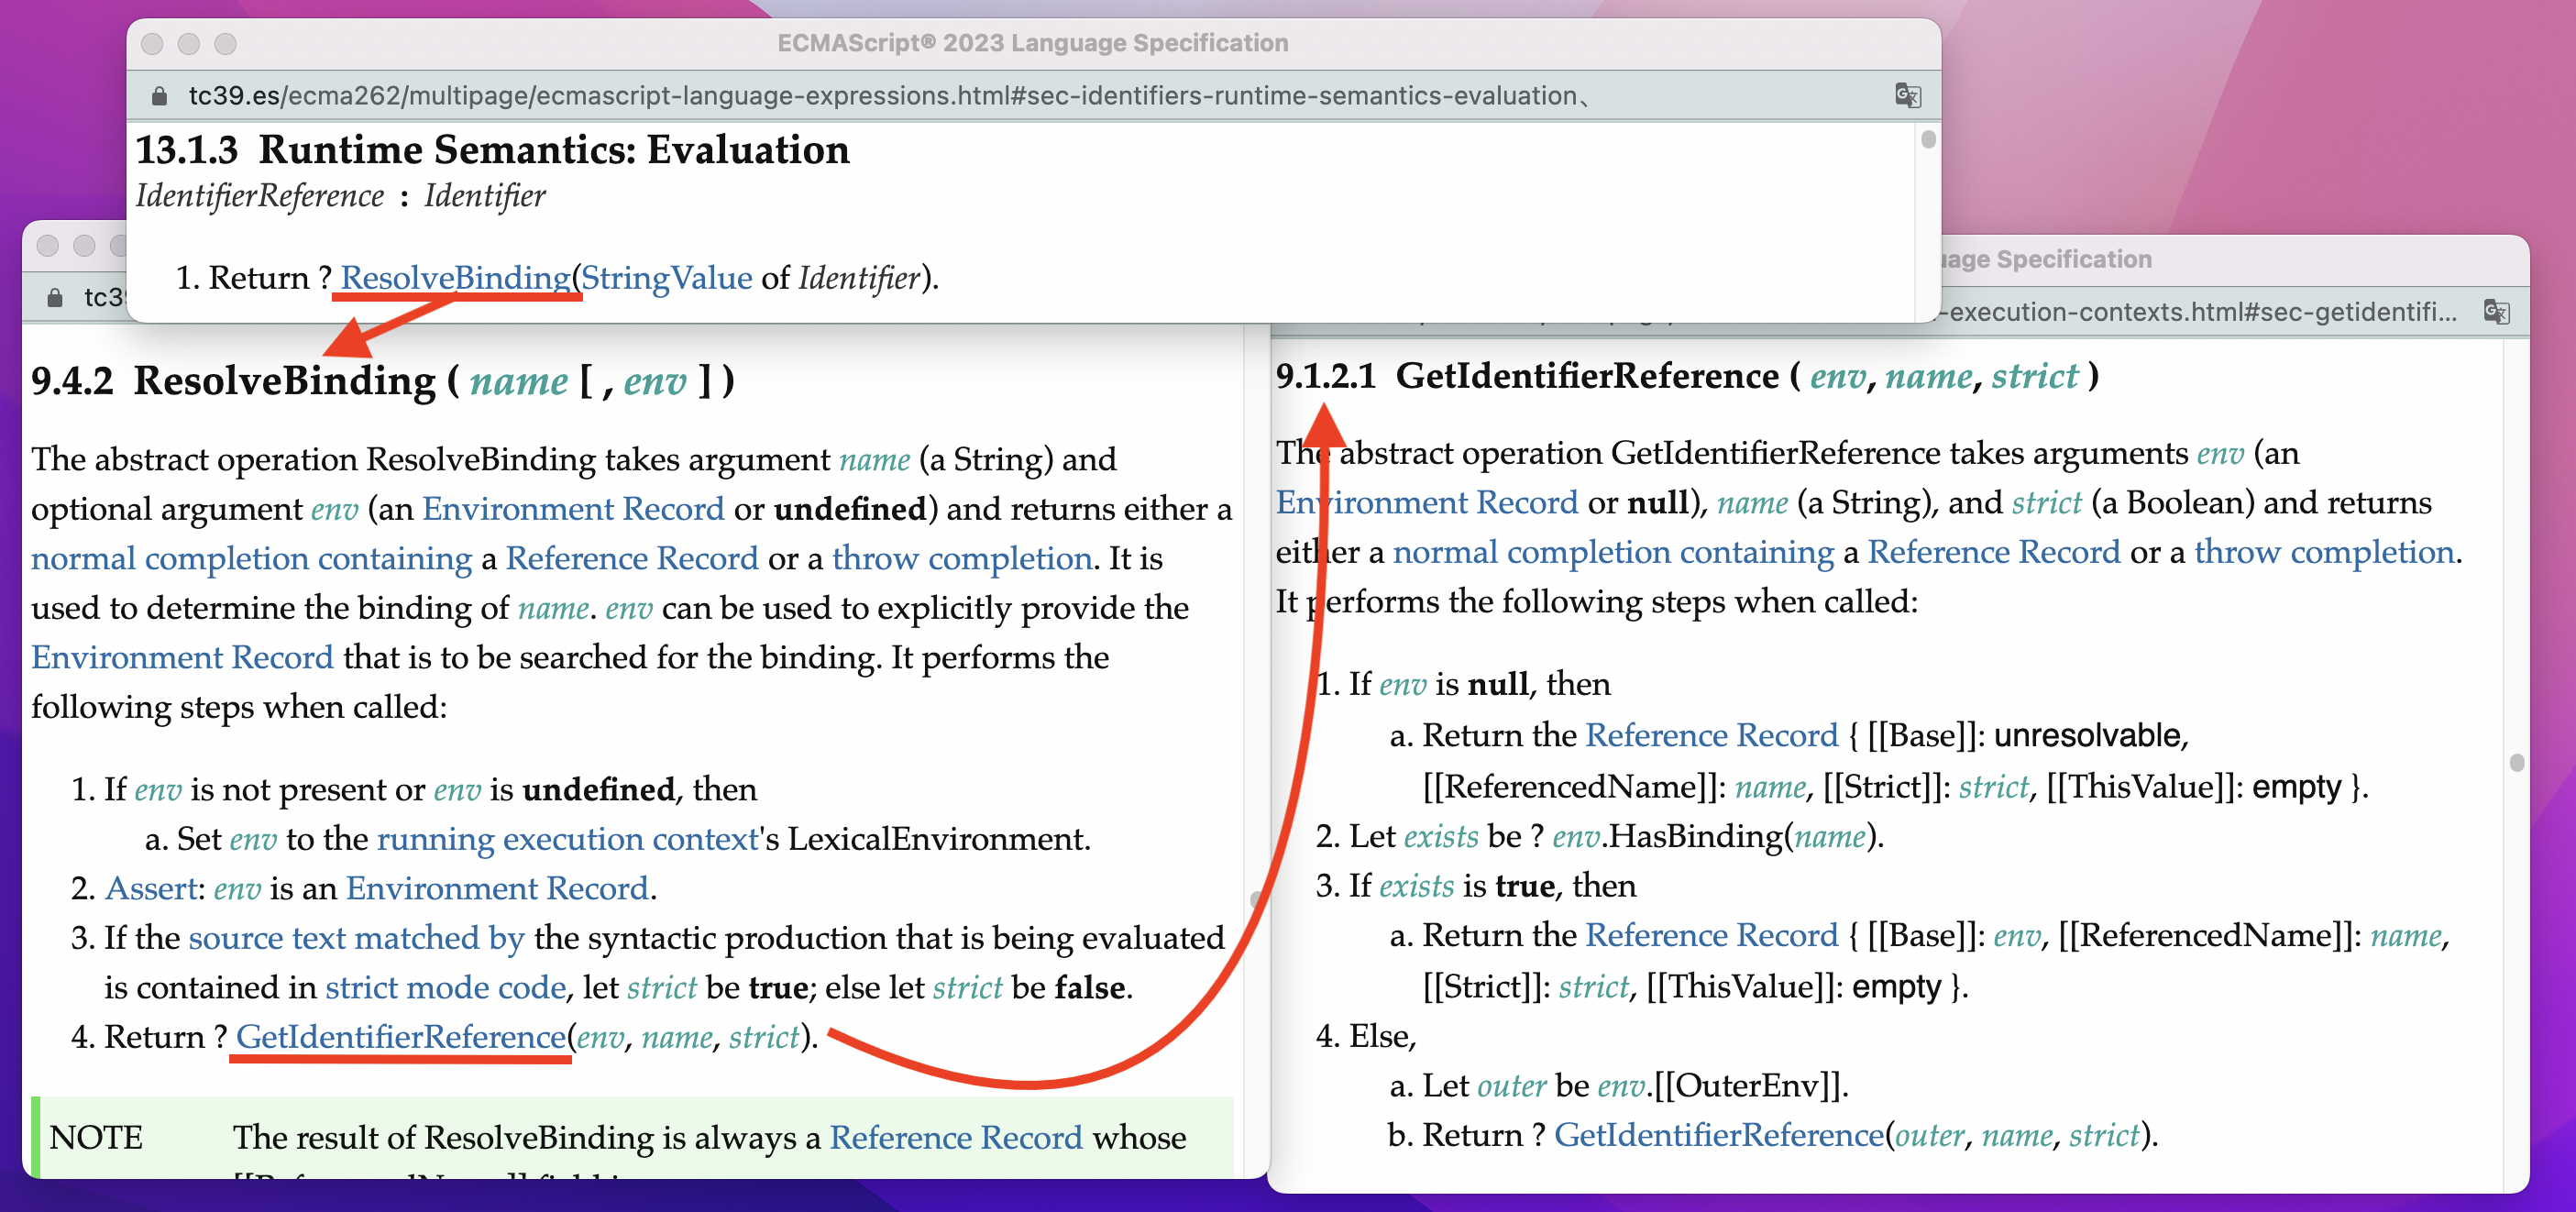 ECMAScript® 2023 Language Specification
tc39.es/ecma262/multipage/ecmascript-language-expressions.html#sec-identifiers-runtime-semantics-evaluation、
13.1.3 Runtime Semantics: Evaluation
IdentifierReference : Identifier
1. Return ? ResolveBinding(StringValue of Identifier).
tc39
9.4.2 ResolveBinding ( name [ , env ] )
The abstract operation ResolveBinding takes argument name (a String) and
optional argument env (an Environment Record or undefined) and returns either a
normal completion containing a Reference Record or a throw completion. It is
used to determine the binding of name. env can be used to explicitly provide the
Environment Record that is to be searched for the binding. It performs the
following steps when called:
1. If env is not present or env is undefined, then
a. Set env to the running execution context's LexicalEnvironment.
2. Assert: env is an Environment Record.
3. If the source text matched by the syntactic production that is being evaluated
is contained in strict mode code, let strict be true; else let strict be false.
4. Return ? GetIdentifierReference(env, name, strict).
NOTE The result of ResolveBinding is always a Reference Record whose
Specification
-execution-contexts.html#sec-getidentifi...
9.1.2.1 GetIdentifierReference ( env, name, strict )
The abstract operation GetIdentifierReference takes arguments env (an
Environment Record or null), name (a String), and strict (a Boolean) and returns
either a normal completion containing a Reference Record or a throw completion.
It performs the following steps when called:
1. If env is null, then
a. Return the Reference Record { [[Base]]: unresolvable,
[[ReferencedName]]: name, [[Strict]]: strict, [[ThisValue]]: empty }.
2. Let exists be ? env.HasBinding(name).
3. If exists is true, then
a. Return the Reference Record { [[Base]]: env, [[ReferencedName]]: name,
[[Strict]]: strict, [[ThisValue]]: empty }.
4. Else,
a. Let outer be env.[[OuterEnv]].
b. Return ? GetIdentifierReference(outer, name, strict).